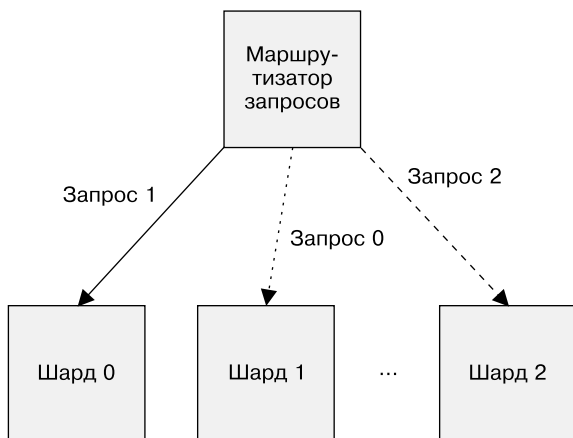 Маршру-
тизатор
запросов
Запрос 1
Запрос 2
Запрос 0
Шард 0
Шард 1
...
Шард 2